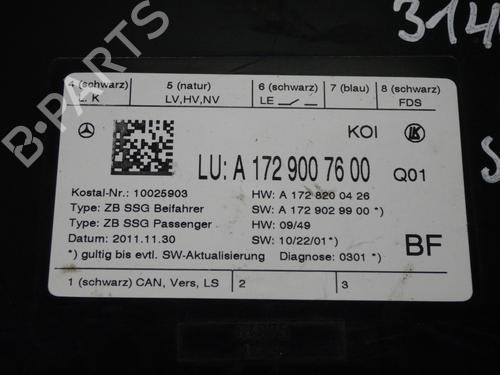 314
4 (schwarz) 5 (natur) 6 (schwarz) 7 (blau) 8 (schwarz)
L, K LV,HV,NV LE FDS
KOI LK
LU: A 172 900 76 00 Q01
Kostal-Nr.: 10025903 HW: A 172 820 04 26
Type: ZB SSG Beifahrer SW: A 172 902 99 00 *)
Type: ZB SSG Passenger HW: 09/49
Datum: 2011.11.30 SW: 10/22/01*) BF
*) gultig bis evtl. SW-Aktualisierung Diagnose: 0301 *)
1 (schwarz) CAN, Vers, LS 2 3
B-PARTS